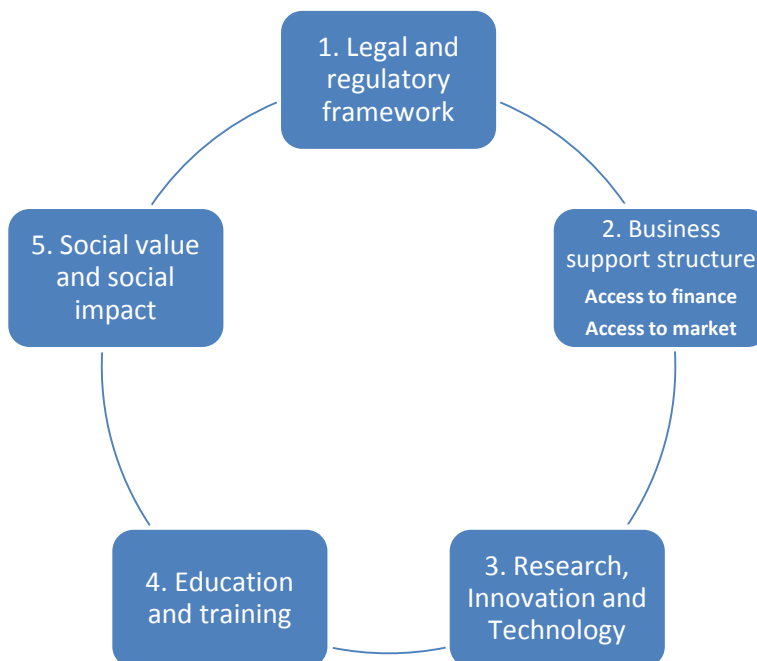 1. Legal and
regulatory
framework
2. Business
support structure
Access to finance
Access to market
3. Research,
Innovation and
Technology
4. Education
and training
5. Social value
and social
impact